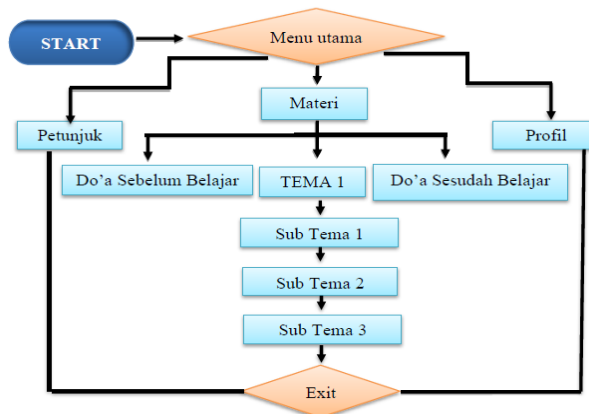 START
Menu utama
Materi
Petunjuk
Profil
Do'a Sebelum Belajar
TEMA 1
Do'a Sesudah Belajar
Sub Tema 1
Sub Tema 2
Sub Tema 3
Exit